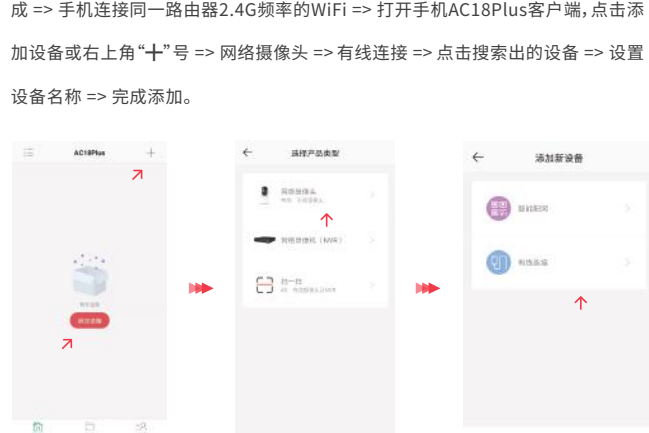 成 => 手机连接同一路由器2.4G频率的WiFi => 打开手机AC18Plus客户端,点击添
加设备或右上角“十”号 => 网络摄像头 => 有线连接 => 点击搜索出的设备 => 设置
设备名称 => 完成添加。
AC18Plus
选择产品类型
网络摄像头
网络录像机（NVR）
扫一扫
添加新设备
智能配网
有线连接